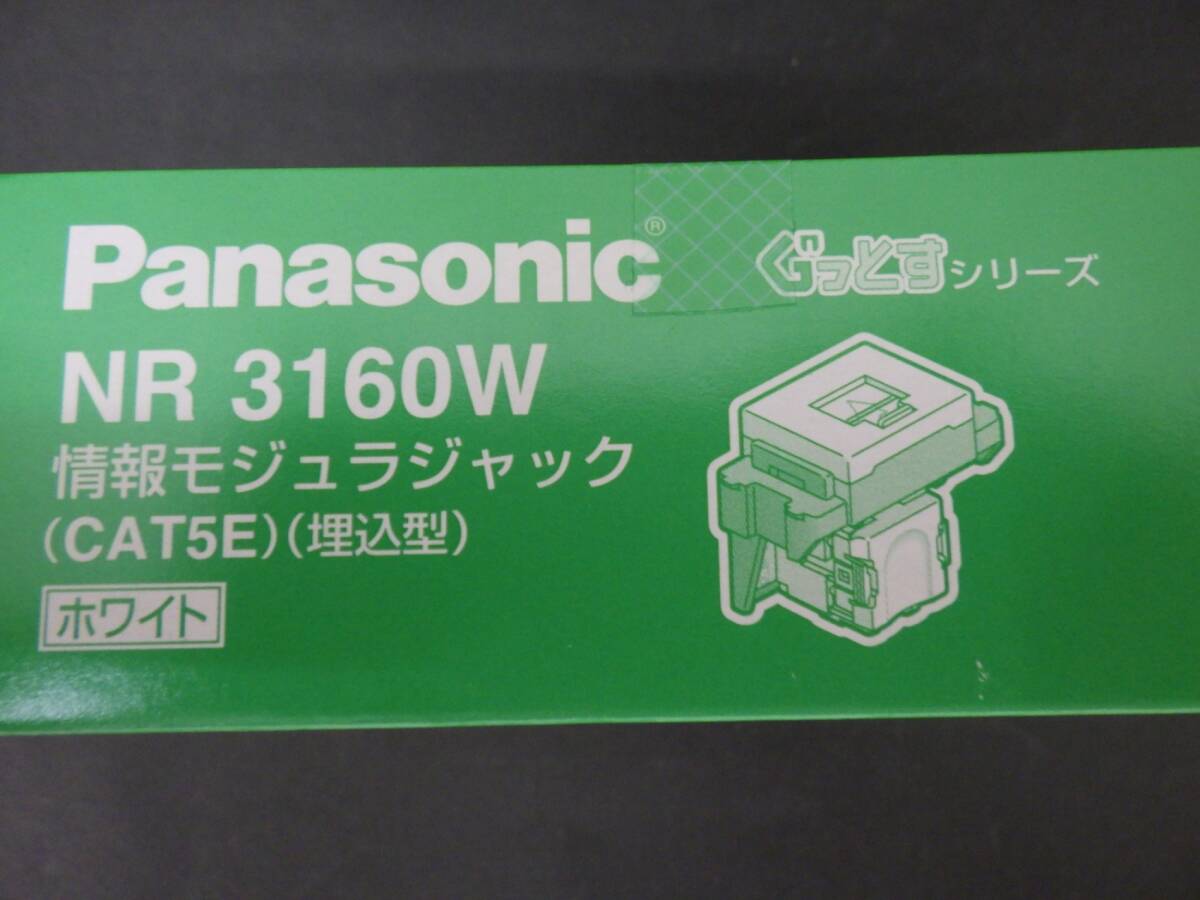 Panasonic®
ぐっとすシリーズ
NR 3160W
情報モジュラジャック
(CAT5E)(埋込型)
ホワイト